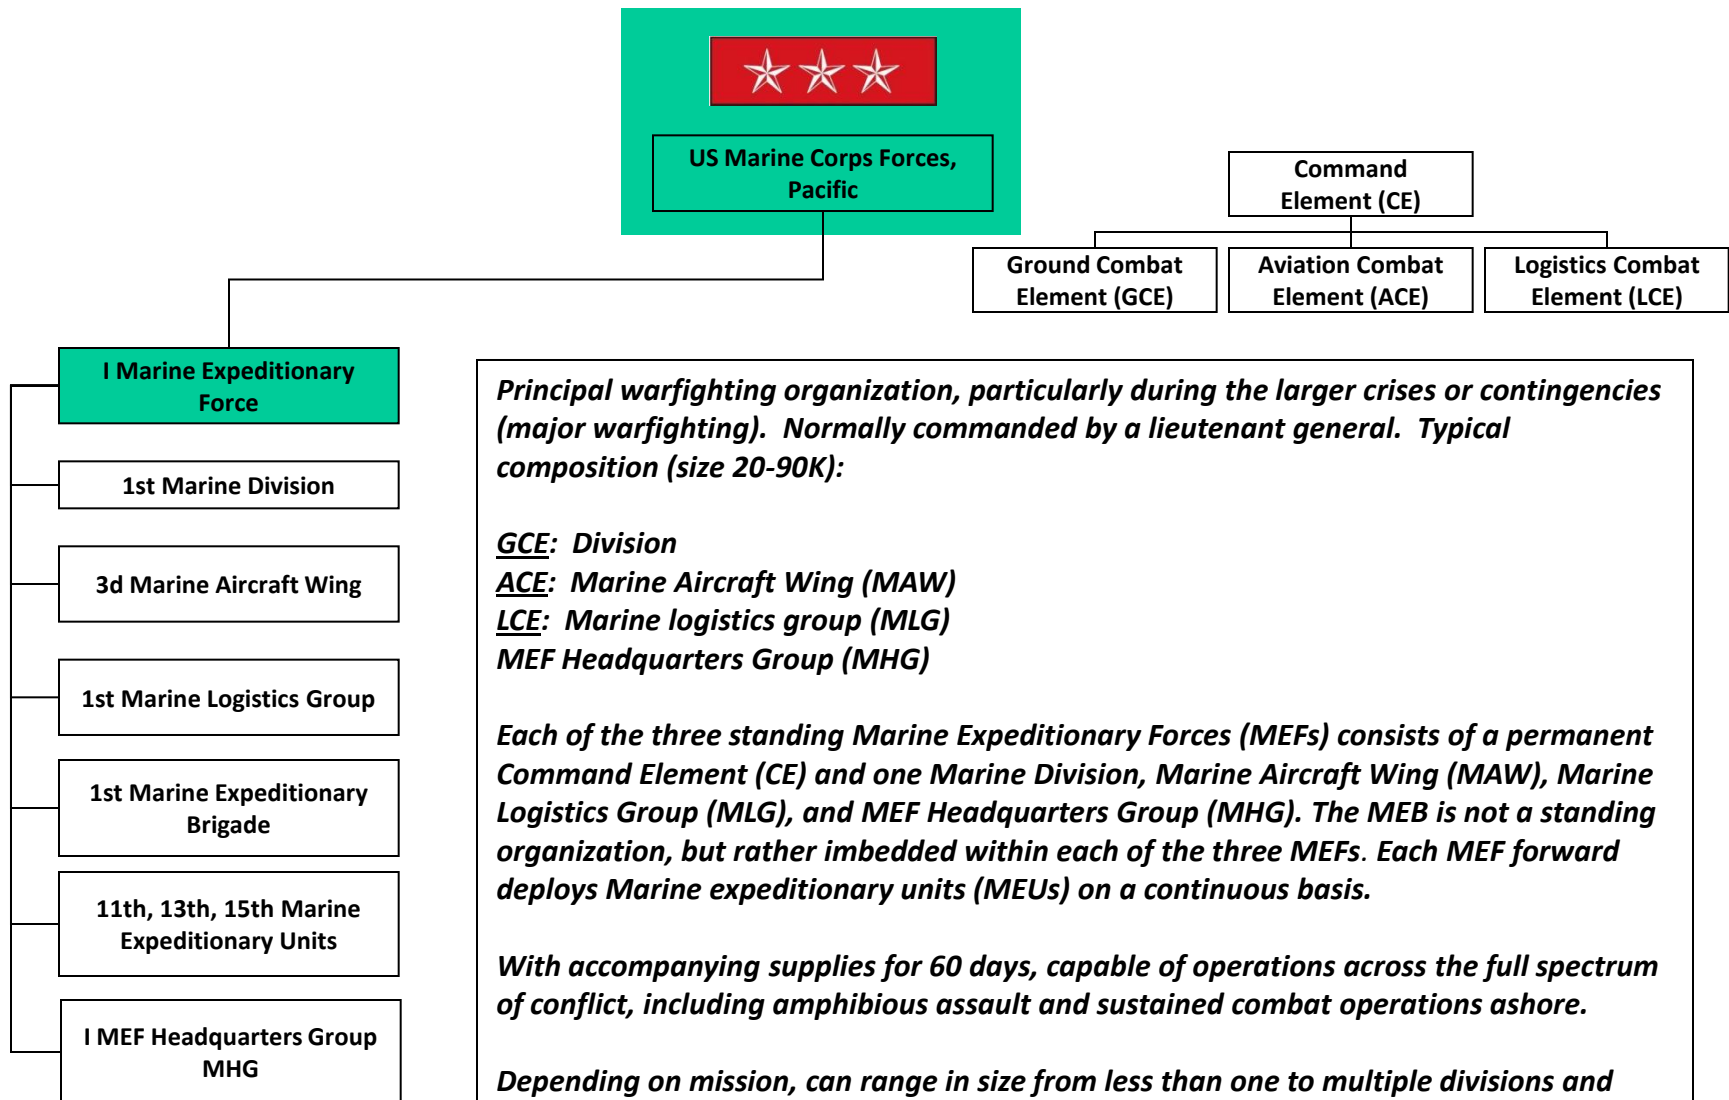 US Marine Corps Forces,
Pacific
Command
Element (CE)
Ground Combat
Element (GCE)
Aviation Combat
Element (ACE)
Logistics Combat
Element (LCE)
I Marine Expeditionary
Force
1st Marine Division
3d Marine Aircraft Wing
1st Marine Logistics Group
1st Marine Expeditionary
Brigade
11th, 13th, 15th Marine
Expeditionary Units
I MEF Headquarters Group
MHG
Principal warfighting organization, particularly during the larger crises or contingencies
(major warfighting).  Normally commanded by a lieutenant general.  Typical
composition (size 20-90K):
GCE:  Division
ACE:  Marine Aircraft Wing (MAW)
LCE:  Marine logistics group (MLG)
MEF Headquarters Group (MHG)
Each of the three standing Marine Expeditionary Forces (MEFs) consists of a permanent
Command Element (CE) and one Marine Division, Marine Aircraft Wing (MAW), Marine
Logistics Group (MLG), and MEF Headquarters Group (MHG). The MEB is not a standing
organization, but rather imbedded within each of the three MEFs. Each MEF forward
deploys Marine expeditionary units (MEUs) on a continuous basis.
With accompanying supplies for 60 days, capable of operations across the full spectrum
of conflict, including amphibious assault and sustained combat operations ashore.
Depending on mission, can range in size from less than one to multiple divisions and